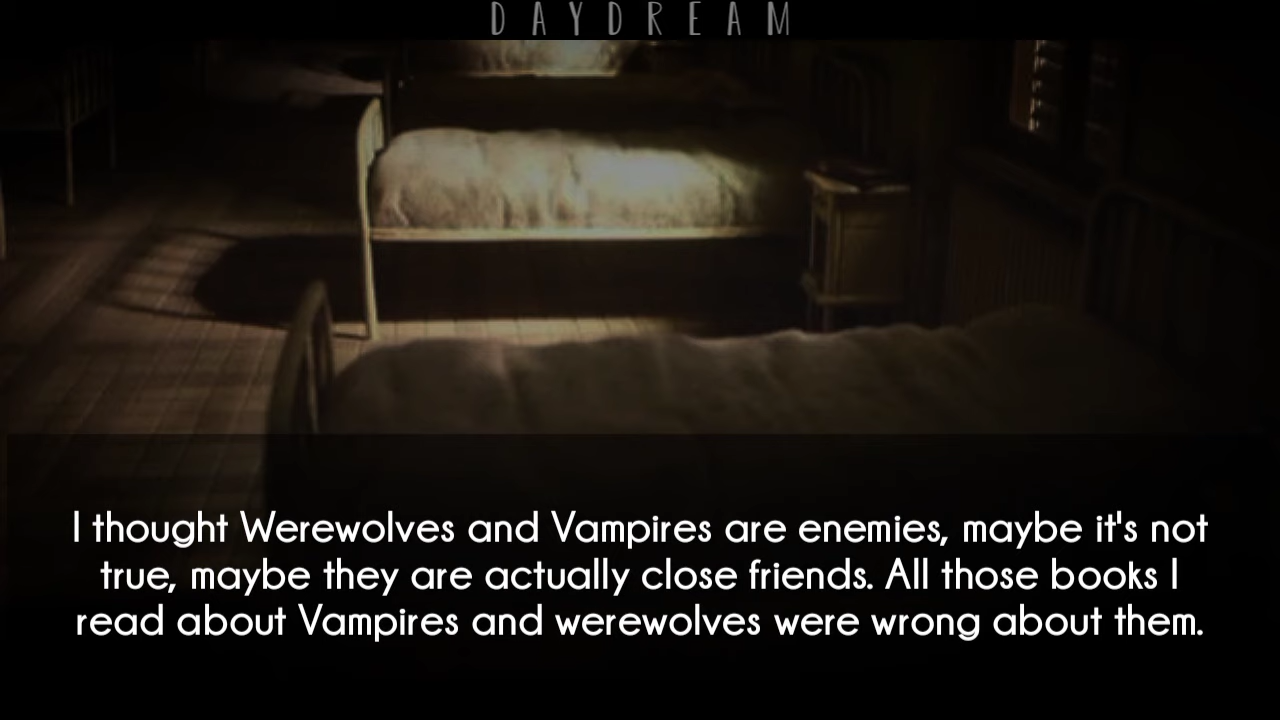 DAYDREAM
I thought Werewolves and Vampires are enemies, maybe it's not
true, maybe they are actually close friends. All those books I
read about Vampires and werewolves were wrong about them.